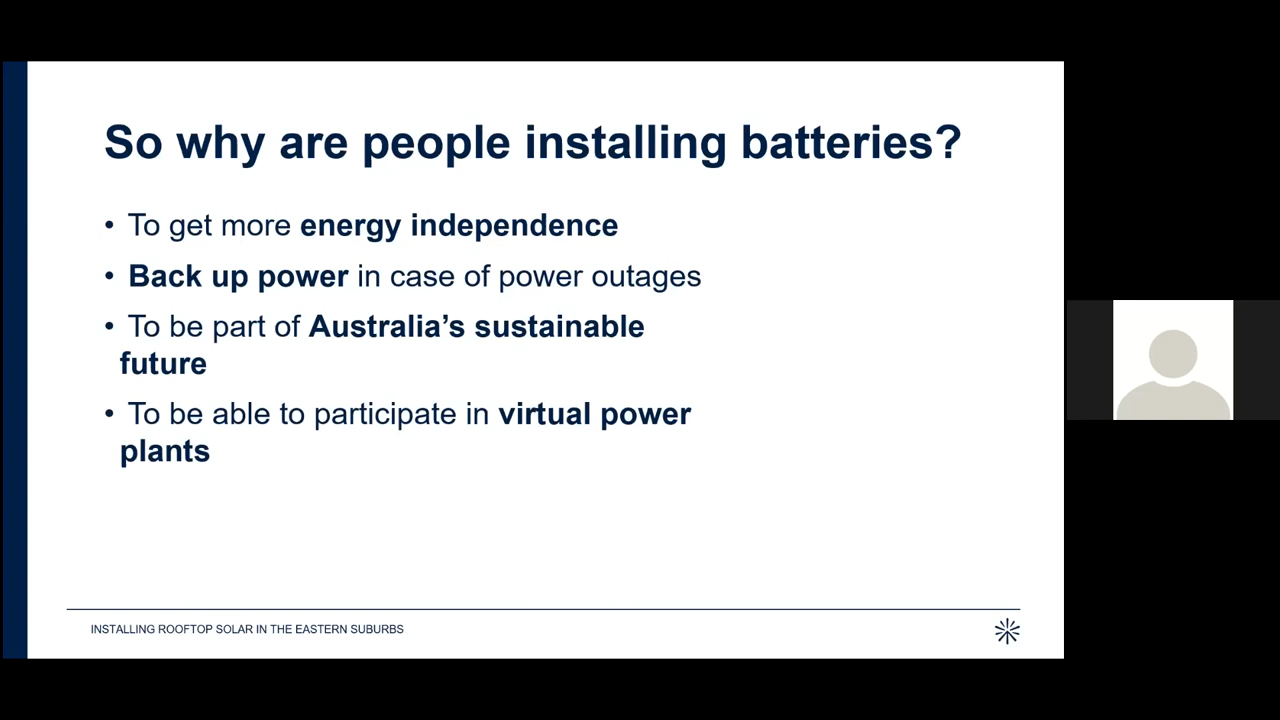 So why are people installing batteries?
• To get more energy independence
• Back up power in case of power outages
• To be part of Australia’s sustainable
future
• To be able to participate in virtual power
plants
INSTALLING ROOFTOP SOLAR IN THE EASTERN SUBURBS